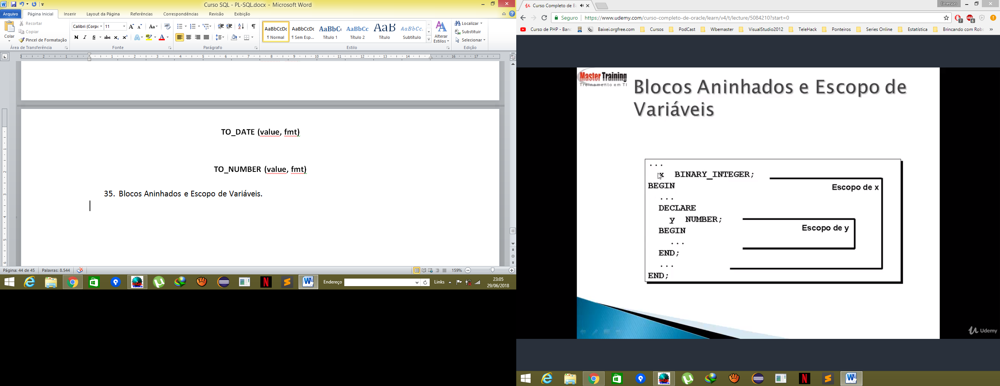 Curso SQL - PL-SQL.docx - Microsoft Word
Arquivo
Página Inicial
Inserir
Layout da Página
Referências
Correspondências
Revisão
Exibição
Colar
Recortar
Copiar
Pincel de Formatação
Área de Transferência
Calibri (Corpo
11
Fonte
Parágrafo
AaBbCcDc
¶ Normal
AaBbCcDc
¶ Sem Esp...
AaBbC
Título 1
AaBbCc
Título 2
AaB
Título
AaBbCc.
Subtítulo
Alterar
Estilos
Estilo
Localizar
Substituir
Selecionar
Edição
TO_DATE (value, fmt)
TO_NUMBER (value, fmt)
35. Blocos Aninhados e Escopo de Variáveis.
Página: 44 de 45
Palavras: 8.544
159%
Endereço
Links
23:05
29/06/2018
Curso Completo de Ba
Emerson
Seguro
https://www.udemy.com/curso-completo-de-oracle/learn/v4/t/lecture/5084210?start=0
Curso de PHP - Banc
Baixei.orgfree.com
Cursos
PodCast
Wbemaster
VisualStudio2012
TeleHack
Ponteiros
Series Online
Estatística
Brincando com Robs
»
Master Training
Treinamento em TI
Blocos Aninhados e Escopo de
Variáveis
...
x BINARY_INTEGER;
BEGIN
Escopo de x
...
DECLARE
y NUMBER;
Escopo de y
BEGIN
...
END;
...
END;
Udemy